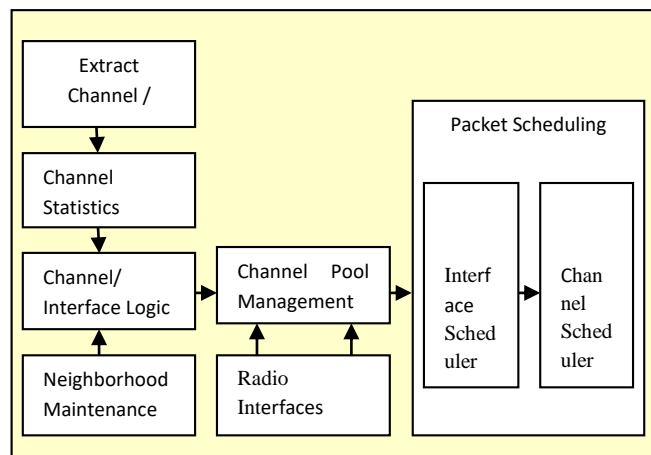 Extract
Channel /
Channel
Statistics
Channel/
Interface Logic
Neighborhood
Maintenance
Channel Pool
Management
Radio
Interfaces
Packet Scheduling
Interf
ace
Sched
uler
Chan
nel
Sched
uler